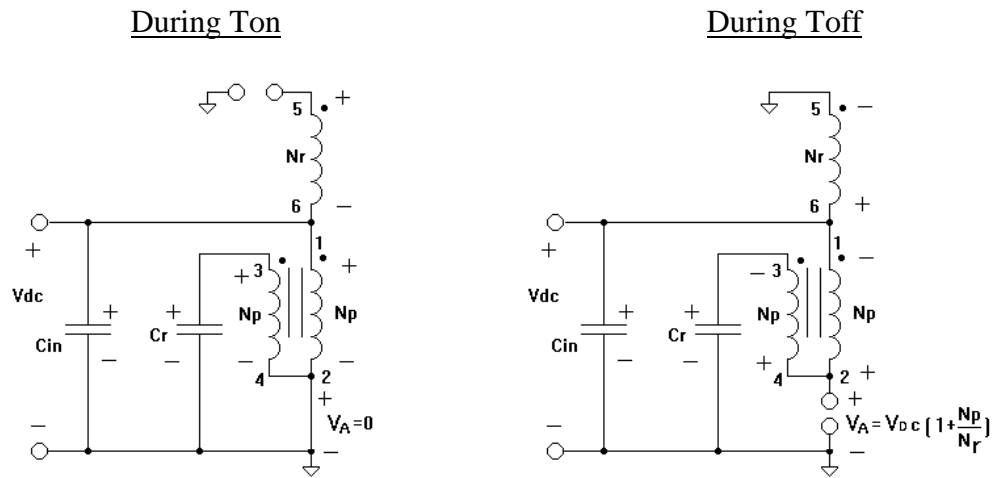 During Ton
During Toff
5
+
Nr
6
−
+
Vdc
−
Cin
+
−
Cr
+
−
3
+
Np
−
4
1
+
Np
−
2
+
VA=0
−
5
−
Nr
6
+
+
Vdc
−
Cin
+
−
Cr
+
−
3
−
Np
+
4
1
−
Np
2
+
+
VA = VDc (1+Np/Nr)
−